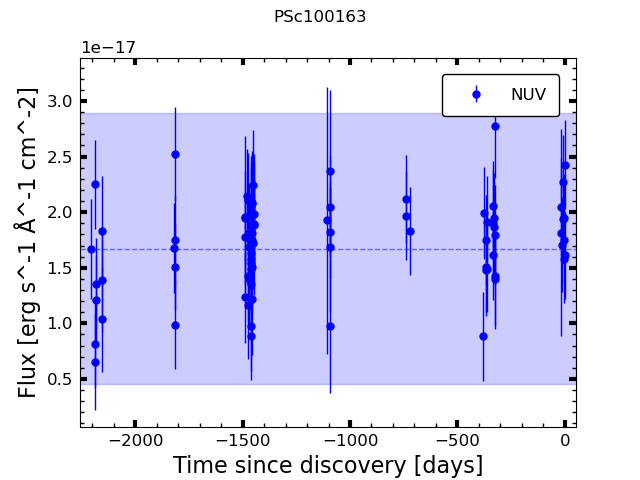 PSc100163
1e−17
NUV
3.0
2.5
2.0
1.5
1.0
0.5
Flux [erg s^-1 Å^-1 cm^-2]
−2000 −1500 −1000 −500 0
Time since discovery [days]